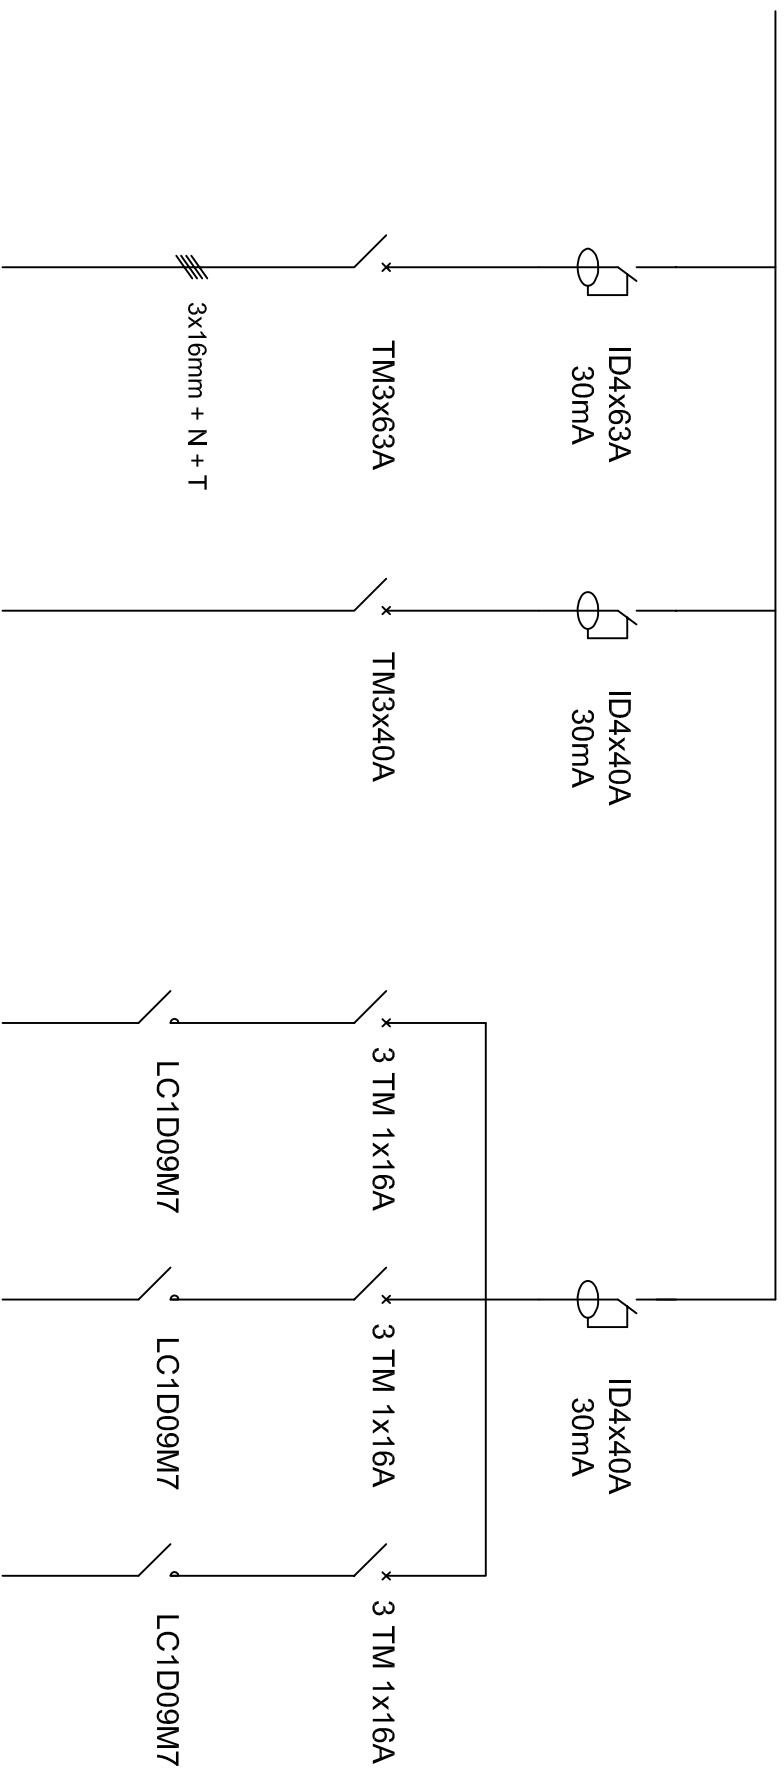 ID4x63A
30mA
TM3x63A
3x16mm + N + T
ID4x40A
30mA
TM3x40A
ID4x40A
30mA
3 TM 1x16A
LC1D09M7
3 TM 1x16A
LC1D09M7
3 TM 1x16A
LC1D09M7